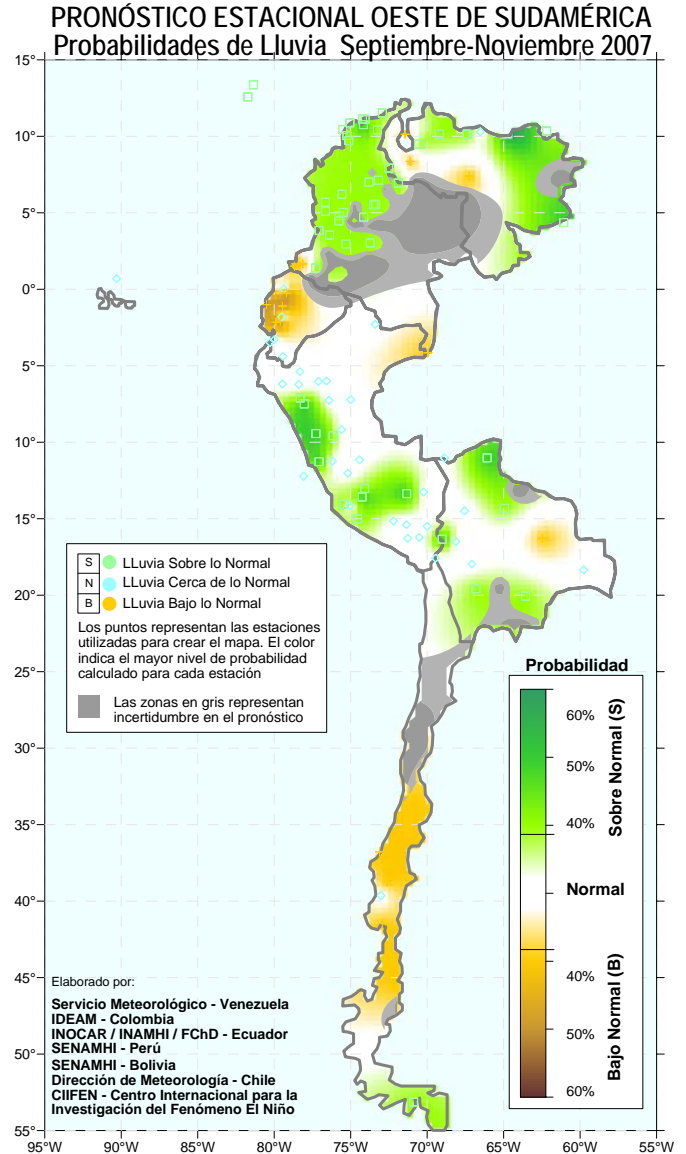 PRONÓSTICO ESTACIONAL OESTE DE SUDAMÉRICA
Probabilidades de Lluvia Septiembre-Noviembre 2007
15°
10°
5°
0°
5°
10°
15°
20°
25°
30°
35°
40°
45°
50°
55°
S LLuvia Sobre lo Normal
N LLuvia Cerca de lo Normal
B LLuvia Bajo lo Normal
Los puntos representan las estaciones
utilizadas para crear el mapa. El color
indica el mayor nivel de probabilidad
calculado para cada estación
Las zonas en gris representan
incertidumbre en el pronóstico
Probabilidad
60%
50%
40%
Sobre Normal (S)
Normal
40%
50%
60%
Bajo Normal (B)
Elaborado por:
Servicio Meteorológico - Venezuela
IDEAM - Colombia
INOCAR / INAMHI / FChD - Ecuador
SENAMHI - Perú
SENAMHI - Bolivia
Dirección de Meteorología - Chile
CIIFEN - Centro Internacional para la
Investigación del Fenómeno El Niño
95°W 90°W 85°W 80°W 75°W 70°W 65°W 60°W 55°W